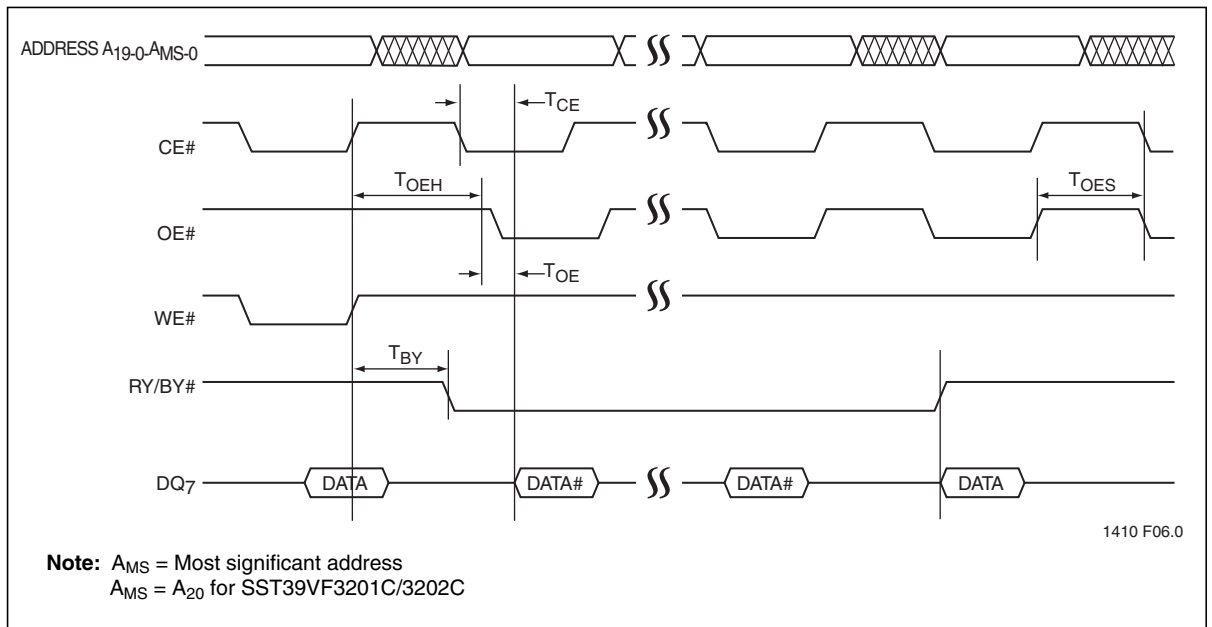 ADDRESS A19-0-AMS-0
TCE
CE#
TOEH
TOES
OE#
TOE
WE#
TBY
RY/BY#
DQ7
DATA
DATA#
DATA#
DATA
1410 F06.0
Note: AMS = Most significant address
AMS = A20 for SST39VF3201C/3202C